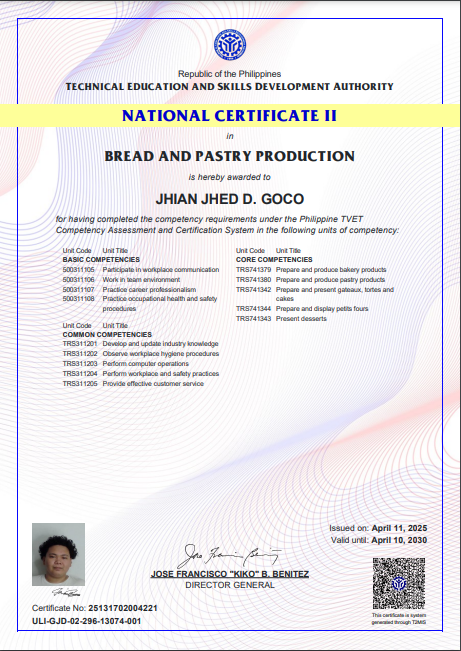 Republic of the Philippines
TECHNICAL EDUCATION AND SKILLS DEVELOPMENT AUTHORITY
NATIONAL CERTIFICATE II
in
BREAD AND PASTRY PRODUCTION
is hereby awarded to
JHIAN JHED D. GOCO
for having completed the competency requirements under the Philippine TVET
Competency Assessment and Certification System in the following units of competency:
Unit Code Unit Title
BASIC COMPETENCIES
500311105 Participate in workplace communication
500311106 Work in team environment
500311107 Practice career professionalism
500311108 Practice occupational health and safety
procedures
Unit Code Unit Title
COMMON COMPETENCIES
TRS311201 Develop and update industry knowledge
TRS311202 Observe workplace hygiene procedures
TRS311203 Perform computer operations
TRS311204 Perform workplace and safety practices
TRS311205 Provide effective customer service
Unit Code Unit Title
CORE COMPETENCIES
TRS741379 Prepare and produce bakery products
TRS741380 Prepare and produce pastry products
TRS741342 Prepare and present gateaux, tortes and
cakes
TRS741344 Prepare and display petits fours
TRS741343 Present desserts
Issued on: April 11, 2025
Valid until: April 10, 2030
JOSE FRANCISCO "KIKO" B. BENITEZ
DIRECTOR GENERAL
Certificate No: 25131702004221
ULI-GJD-02-296-13074-001
This certificate is system
generated through T2MIS